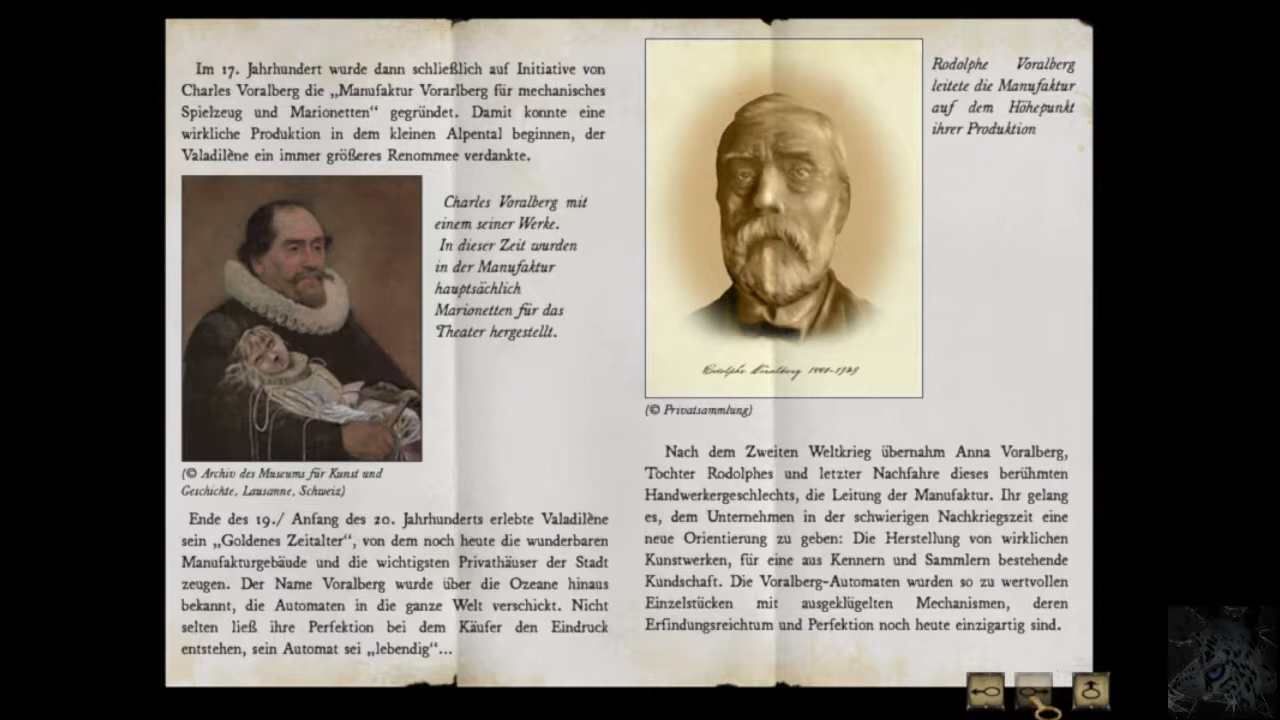 Im 17. Jahrhundert wurde dann schließlich auf Initiative von
Charles Voralberg die „Manufaktur Vorarlberg für mechanisches
Spielzeug und Marionetten“ gegründet. Damit konnte eine
wirkliche Produktion in dem kleinen Alpental beginnen, der
Valadilène ein immer größeres Renommee verdankte.
Charles Voralberg mit
einem seiner Werke.
In dieser Zeit wurden
in der Manufaktur
hauptsächlich
Marionetten für das
Theater hergestellt.
(© Archiv des Museums für Kunst und
Geschichte, Lausanne, Schweiz)
Ende des 19./ Anfang des 20. Jahrhunderts erlebte Valadilène
sein „Goldenes Zeitalter“, von dem noch heute die wunderbaren
Manufakturgebäude und die wichtigsten Privathäuser der Stadt
zeugen. Der Name Voralberg wurde über die Ozeane hinaus
bekannt, die Automaten in die ganze Welt verschickt. Nicht
selten ließ ihre Perfektion bei dem Käufer den Eindruck
entstehen, sein Automat sei „lebendig“...
Rodolphe Voralberg
leitete die Manufaktur
auf dem Höhepunkt
ihrer Produktion
Rodolphe Voralberg
(© Privatsammlung)
Nach dem Zweiten Weltkrieg übernahm Anna Voralberg,
Tochter Rodolphes und letzter Nachfahre dieses berühmten
Handwerkergeschlechts, die Leitung der Manufaktur. Ihr gelang
es, dem Unternehmen in der schwierigen Nachkriegszeit eine
neue Orientierung zu geben: Die Herstellung von wirklichen
Kunstwerken, für eine aus Kennern und Sammlern bestehende
Kundschaft. Die Voralberg-Automaten wurden so zu wertvollen
Einzelstücken mit ausgeklügelten Mechanismen, deren
Erfindungsreichtum und Perfektion noch heute einzigartig sind.